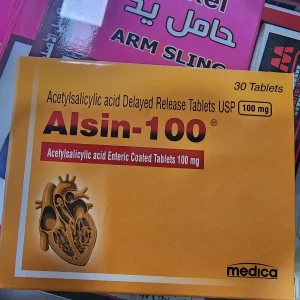 حامل يد
ARM SLING
30 Tablets
Acetylsalicylic acid Delayed Release Tablets USP 100 mg
Alsin-100®
Acetylsalicylic acid Enteric Coated Tablets 100 mg
medica